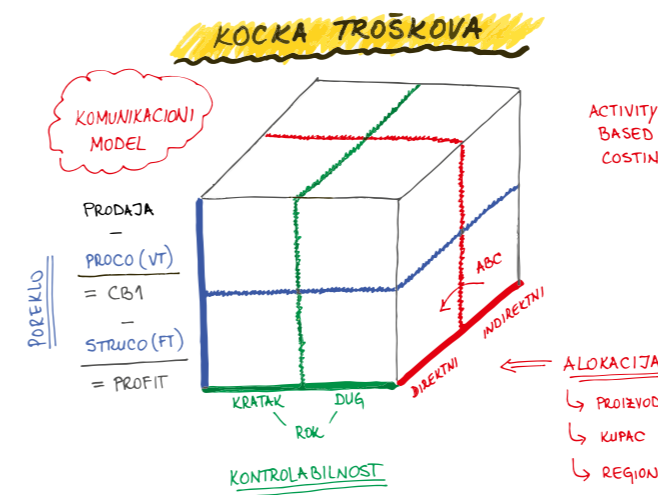 KOCKA TROŠKOVA
KOMUNIKACIONI
MODEL
ACTIVITY
BASED
COSTIN
PRODAJA
–
PROCO (VT)
= CB1
–
STRUCO (FT)
= PROFIT
POREKLO
ABC
DIREKTNI
INDIREKTNI
KRATAK
DUG
ROK
KONTROLABILNOST
ALOKACIJA
↳ PROIZVOD
↳ KUPAC
↳ REGION